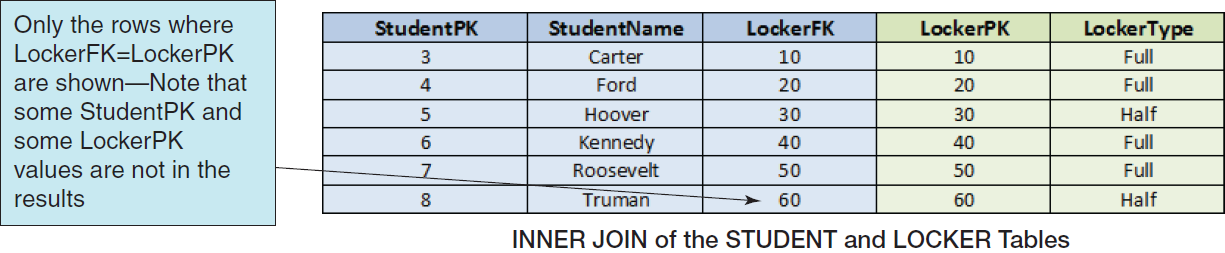 Only the rows where
LockerFK=LockerPK
are shown—Note that
some StudentPK and
some LockerPK
values are not in the
results
StudentPK StudentName LockerFK LockerPK LockerType
3 Carter 10 10 Full
4 Ford 20 20 Full
5 Hoover 30 30 Half
6 Kennedy 40 40 Full
7 Roosevelt 50 50 Full
8 Truman 60 60 Half
INNER JOIN of the STUDENT and LOCKER Tables